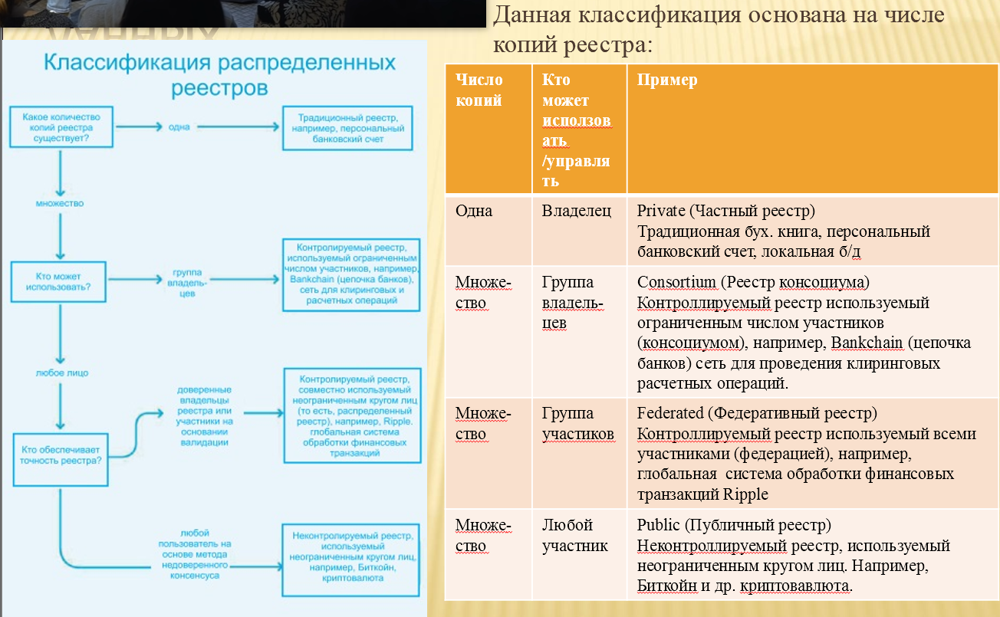 Данная классификация основана на числе
копий реестра:
Классификация распределенных
реестров
Какое количество
копий реестра
существует?
одна
Традиционный реестр,
например, персональный
банковский счет
множество
Кто может
использовать?
группа
владель-
цев
Контролируемый реестр,
используемый ограниченным
числом участников, например,
Bankchain (цепочка банков),
сеть для клиринговых и
расчетных операций
любое лицо
Кто обеспечивает
точность реестра?
доверенные
владельцы
реестра или
участники на
основании
валидации
Контролируемый реестр,
совместно используемый
неограниченным кругом лиц
(то есть, распределенный
реестр), например, Ripple.
глобальная система
обработки финансовых
транзакций
любой
пользователь на
основе метода
недоверенного
консенсуса
Неконтролируемый реестр,
используемый
неограниченным кругом лиц,
например, Биткойн,
криптовалюта
Число
копий
Кто
может
исползов
ать
/управля
ть
Пример
Одна
Владелец
Private (Частный реестр)
Традиционная бух. книга, персональный
банковский счет, локальная б/д
Множе-
ство
Группа
владель-
цев
Consortium (Реестр консоциума)
Контроллируемый реестр используемый
ограниченным числом участников
(консоциумом), например, Bankchain (цепочка
банков) сеть для проведения клиринговых
расчетных операций.
Множе-
ство
Группа
участиков
Federated (Федеративный реестр)
Контроллируемый реестр используемый всеми
участниками (федерацией), например,
глобальная система обработки финансовых
транзакций Ripple
Множе-
ство
Любой
участник
Public (Публичный реестр)
Неконтроллируемый реестр, используемый
неограниченным кругом лиц. Например,
Биткойн и др. криптовавлюта.